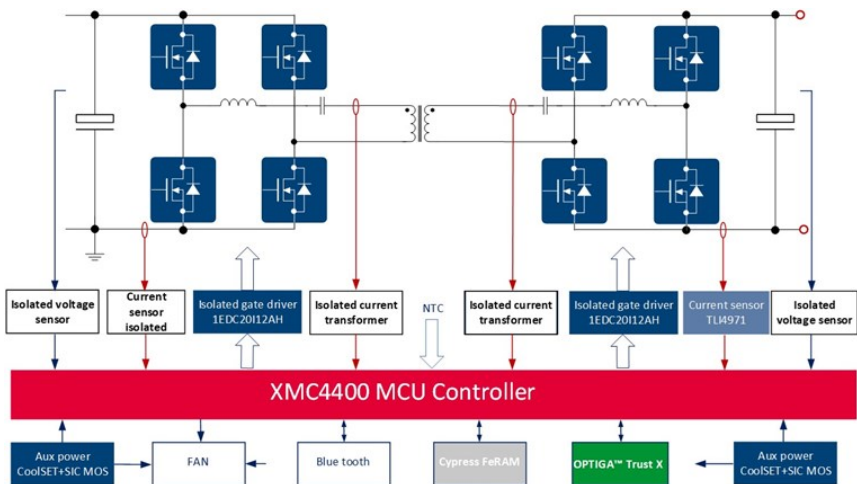 Isolated voltage
sensor
Current
sensor
isolated
Isolated gate driver
1EDC20I12AH
Isolated current
transformer
NTC
Isolated current
transformer
Isolated gate driver
1EDC20I12AH
Current sensor
TLI4971
Isolated
voltage sensor
XMC4400 MCU Controller
Aux power
CoolSET+SIC MOS
FAN
Blue tooth
Cypress FeRAM
OPTIGA™ Trust X
Aux power
CoolSET+SIC MOS